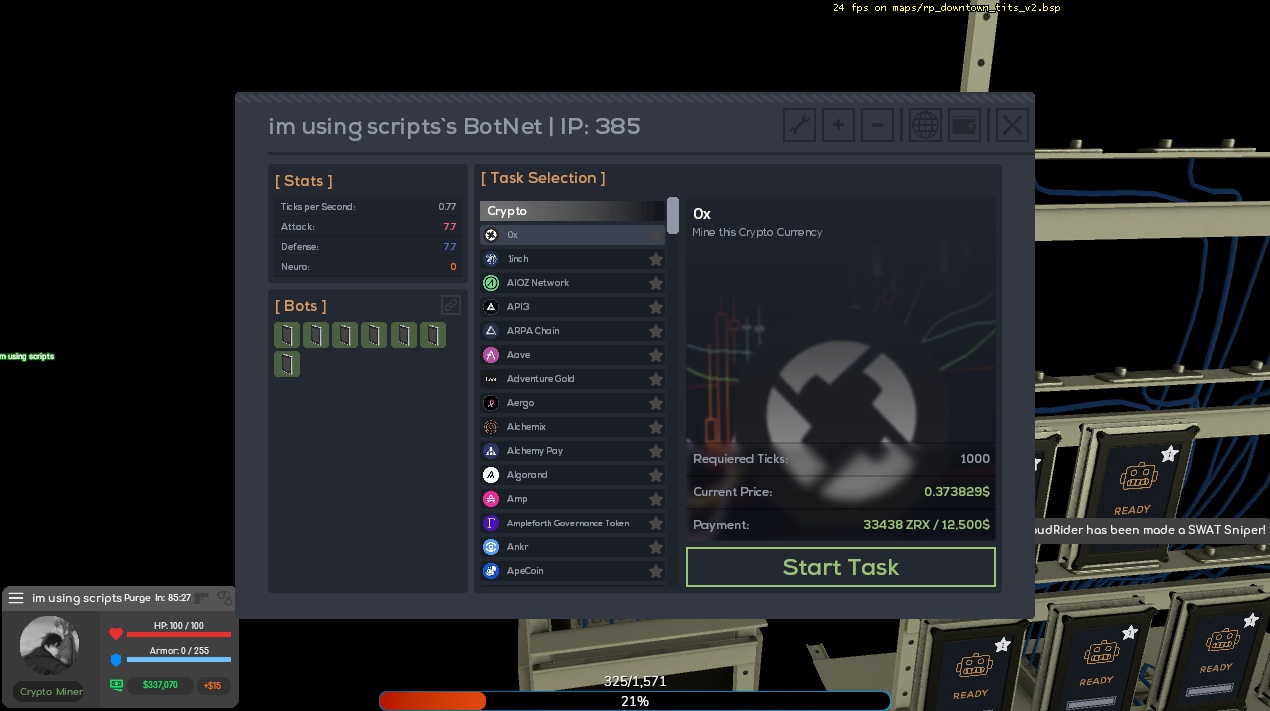 24 fps on maps/rp_downtown_tits_v2.bsp
im using scripts`s BotNet | IP: 385
[ Stats ]
Ticks per Second: 0.77
Attack: 7.7
Defense: 7.7
Neuro: 0
[ Bots ]
[ Task Selection ]
Crypto
0x
1inch
AIOZ Network
API3
ARPA Chain
Aave
Adventure Gold
Aergo
Alchemix
Alchemy Pay
Algorand
Amp
Ampleforth Governance Token
Ankr
ApeCoin
0x
Mine this Crypto Currency
Requiered Ticks: 1000
Current Price: 0.373829$
Payment: 33438 ZRX / 12,500$
Start Task
m using scripts
READY
oudRider has been made a SWAT Sniper!
READY
READY
READY
im using scripts Purge In: 85:27
HP: 100 / 100
Armor: 0 / 255
$337,070 +$15
Crypto Miner
325/1,571
21%